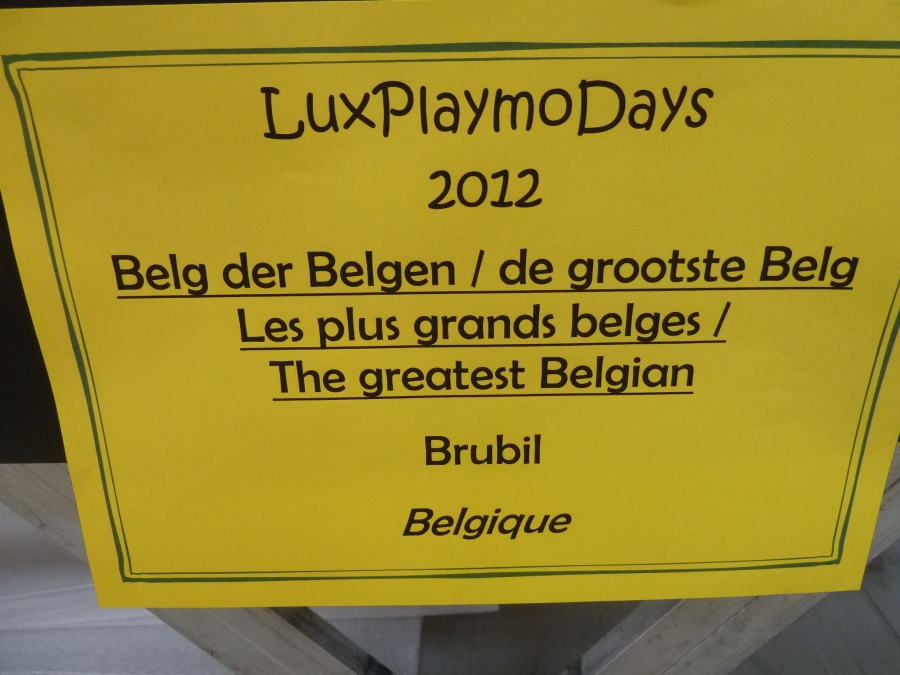 LuxPlaymoDays
2012
Belg der Belgen / de grootste Belg
Les plus grands belges /
The greatest Belgian
Brubil
Belgique